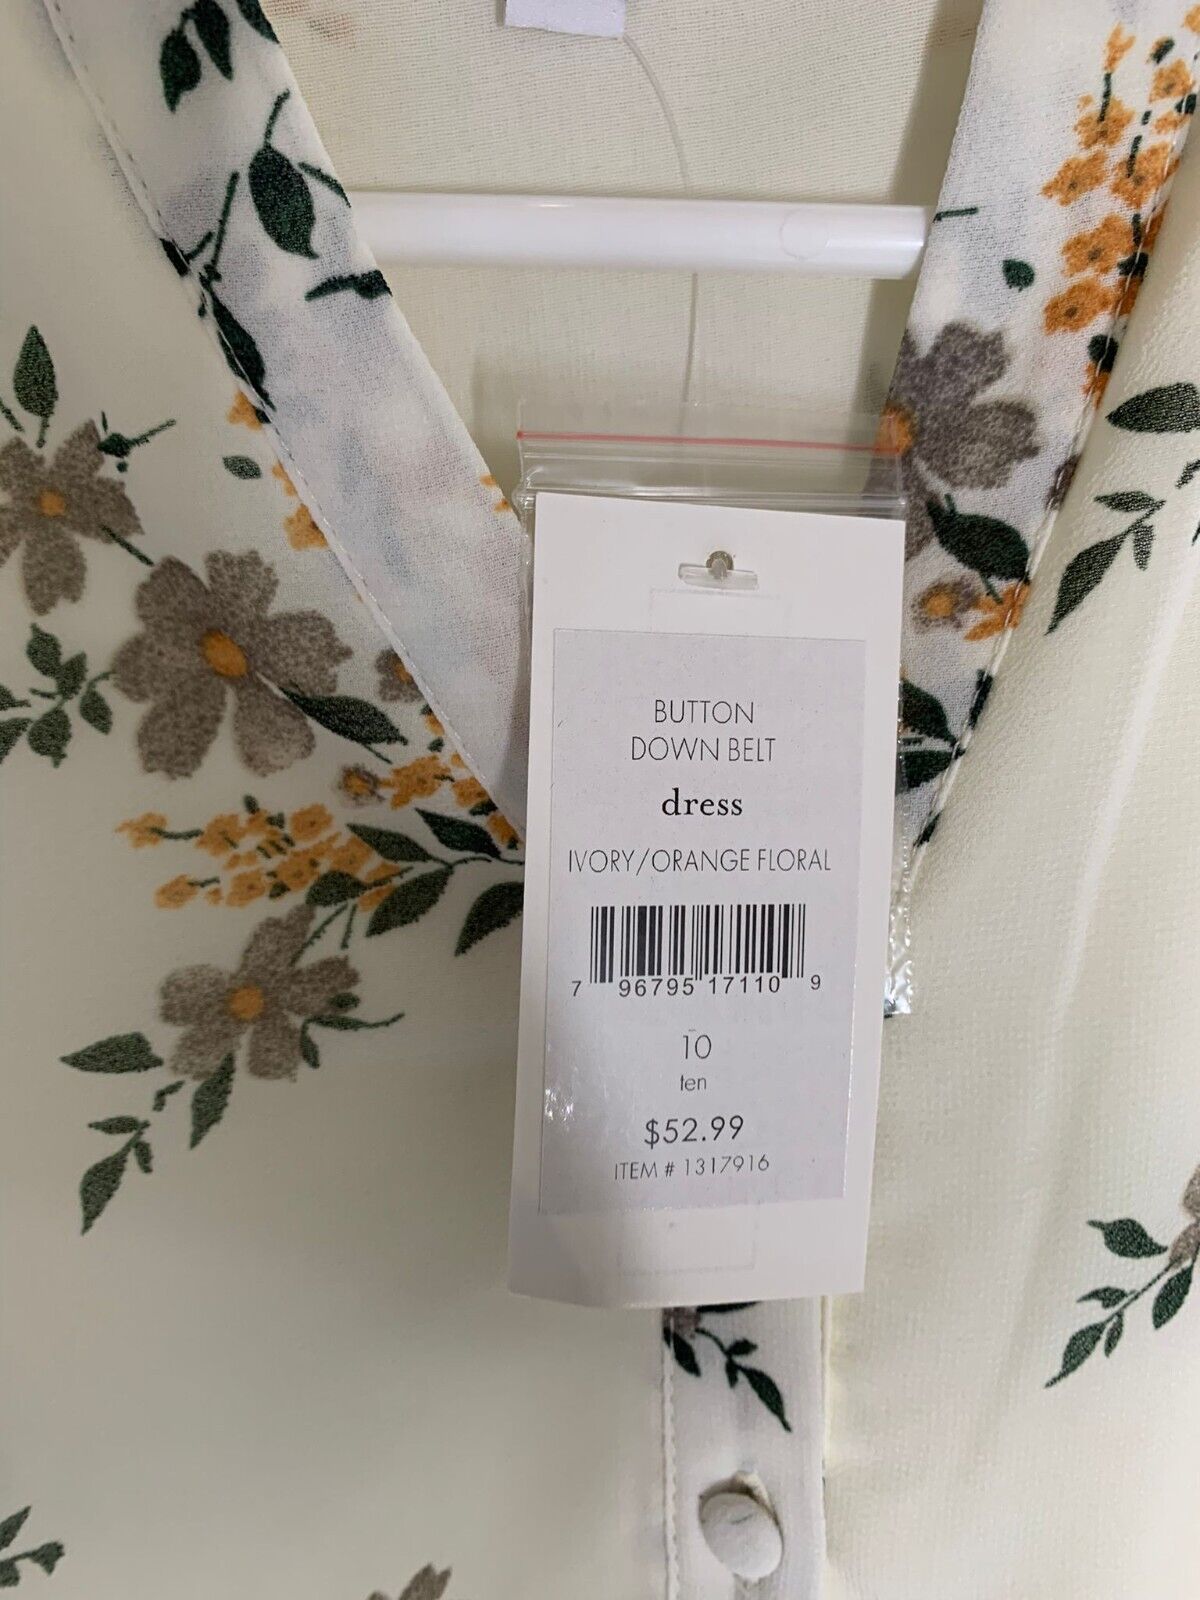 BUTTON
DOWN BELT
dress
IVORY/ORANGE FLORAL
7 96795 17110 9
10
ten
$52.99
ITEM # 1317916